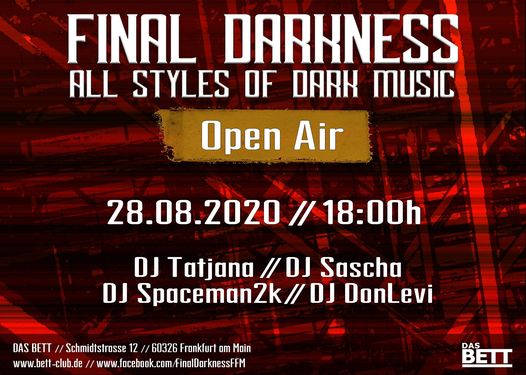 FINAL DARKNESS
ALL STYLES OF DARK MUSIC
Open Air
28.08.2020 // 18:00h
DJ Tatjana // DJ Sascha
DJ Spaceman2k // DJ DonLevi
DAS BETT // Schmidtstrasse 12 // 60326 Frankfurt am Main
www.bett-club.de // www.facebook.com/FinalDarknessFFM
DAS
BETT